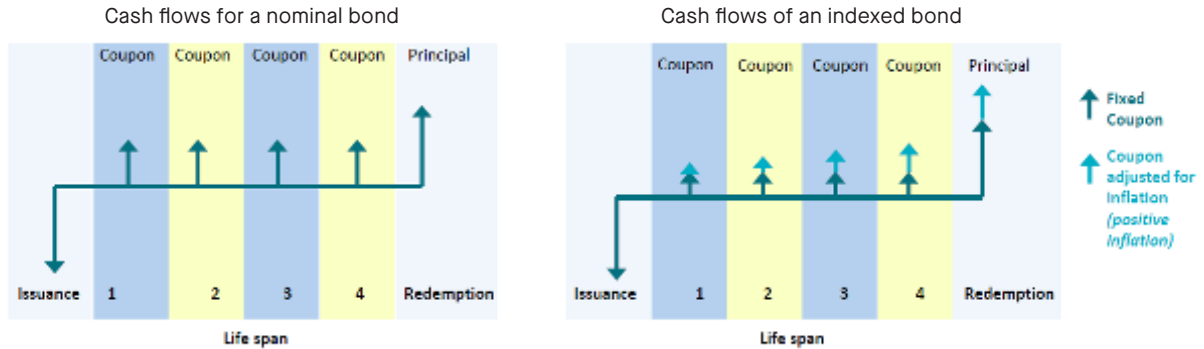 Cash flows for a nominal bond
Coupon Coupon Coupon Coupon Principal
Issuance 1 2 3 4 Redemption
Life span
Cash flows of an indexed bond
Coupon Coupon Coupon Coupon Principal
Issuance 1 2 3 4 Redemption
Life span
Fixed
Coupon
Coupon
adjusted for
Inflation
(positive
Inflation)